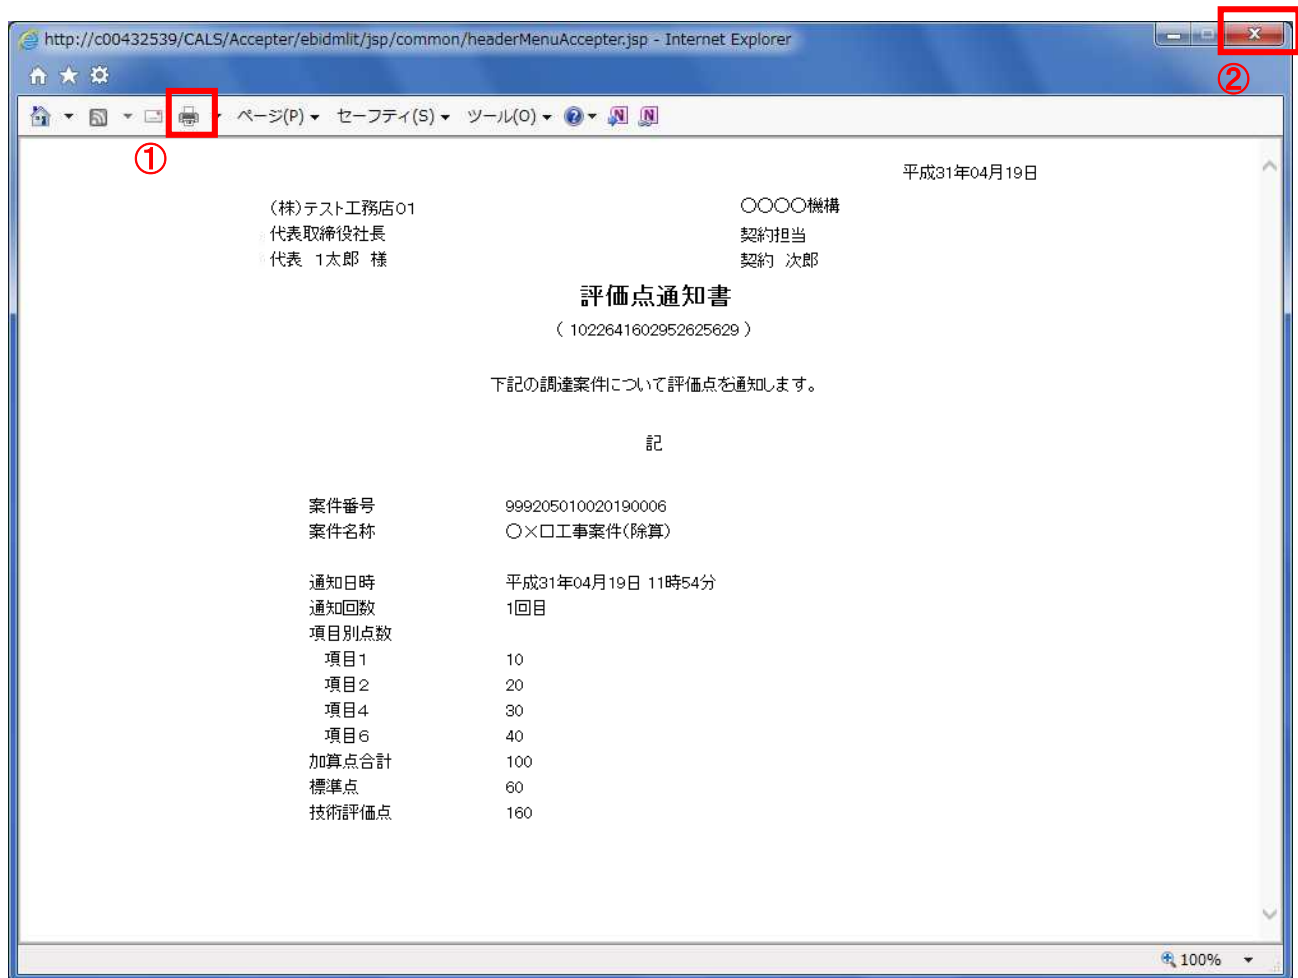 http://c00432539/CALS/Accepter/ebidmlit/jsp/common/headerMenuAccepter.jsp - Internet Explorer
②
ページ(P) セーフティ(S) ツール(O)
①
平成31年04月19日
(株)テスト工務店01
〇〇〇〇機構
代表取締役社長
契約担当
代表 1太郎 様
契約 次郎
評価点通知書
( 1022641602952625629 )
下記の調達案件について評価点を通知します。
記
案件番号 999205010020190006
案件名称 〇×口工事案件(除算)
通知日時 平成31年04月19日 11時54分
通知回数 1回目
項目別点数
項目1 10
項目2 20
項目4 30
項目6 40
加算点合計 100
標準点 60
技術評価点 160
100%